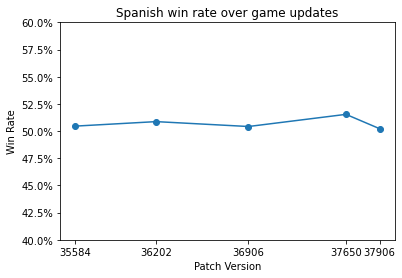 Spanish win rate over game updates
60.0%
57.5%
55.0%
52.5%
50.0%
47.5%
45.0%
42.5%
40.0%
Win Rate
35584 36202 36906 37650 37906
Patch Version